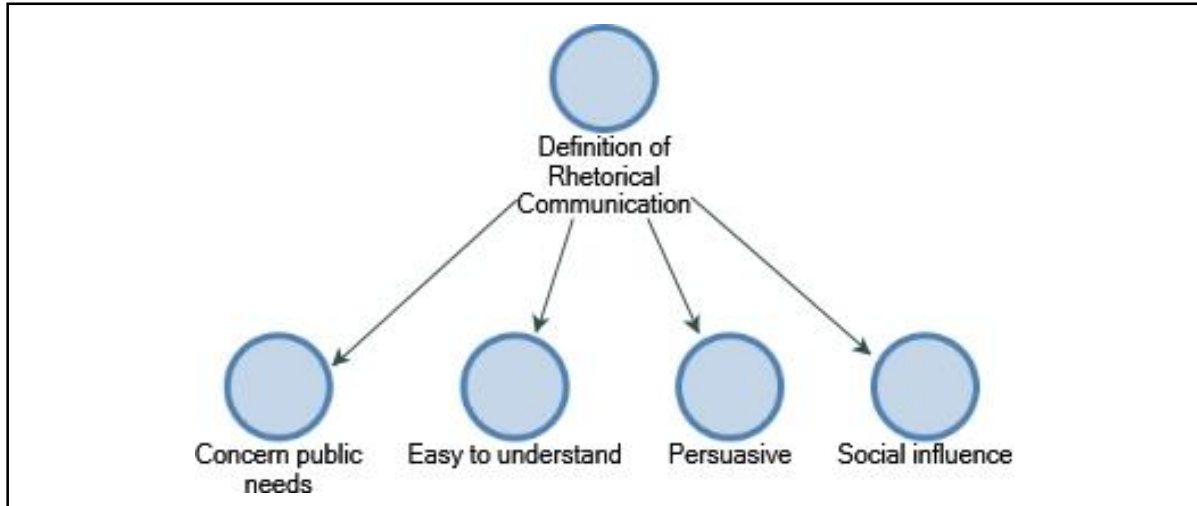 Definition of
Rhetorical
Communication
Concern public
needs
Easy to understand
Persuasive
Social influence